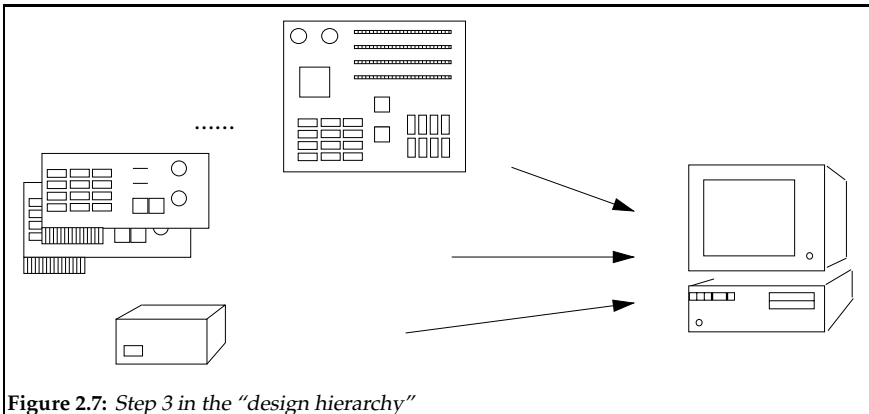 ......
Figure 2.7: Step 3 in the “design hierarchy”